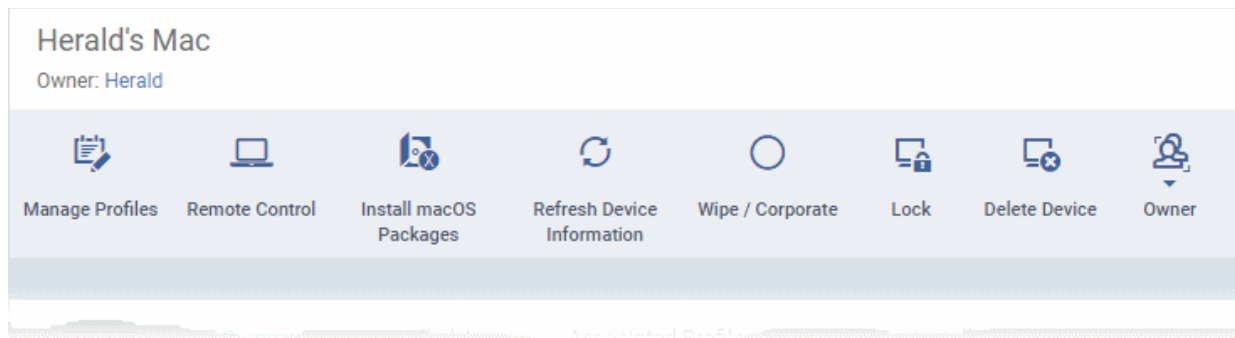 Herald's Mac
Owner: Herald
Manage Profiles
Remote Control
Install macOS
Packages
Refresh Device
Information
Wipe / Corporate
Lock
Delete Device
Owner